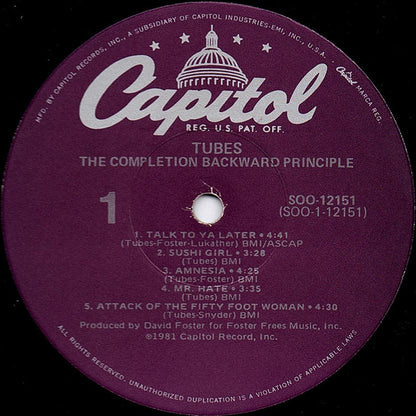 MFD. BY CAPITOL RECORDS, INC., A SUBSIDIARY OF CAPITOL INDUSTRIES-EMI, INC., U.S.A.
Capitol MARCA REG.
Capitol
REG. U.S. PAT. OFF.
TUBES
THE COMPLETION BACKWARD PRINCIPLE
1
SOO-12151
(SOO-1-12151)
1. TALK TO YA LATER • 4:41
(Tubes-Foster-Lukather) BMI/ASCAP
2. SUSHI GIRL • 3:28
(Tubes) BMI
3. AMNESIA • 4:25
(Tubes-Foster) BMI
4. MR. HATE • 3:35
(Tubes) BMI
5. ATTACK OF THE FIFTY FOOT WOMAN • 4:30
(Tubes-Snyder) BMI
Produced by David Foster for Foster Frees Music, Inc.
©1981 Capitol Records, Inc.
ALL RIGHTS RESERVED. UNAUTHORIZED DUPLICATION IS A VIOLATION OF APPLICABLE LAWS